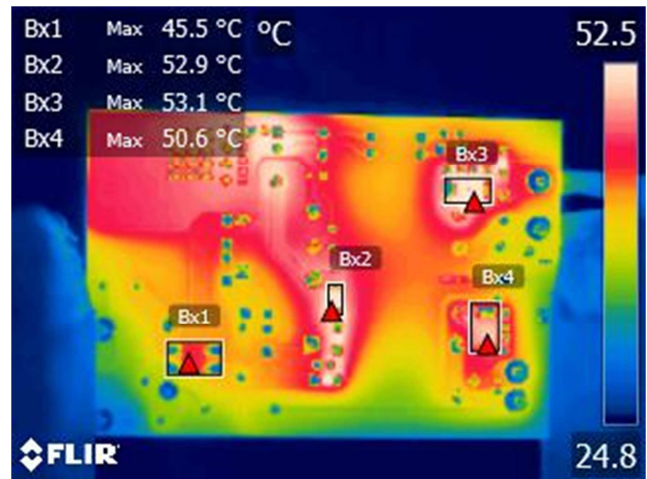 Bx1 Max 45.5 °C °C 52.5
Bx2 Max 52.9 °C
Bx3 Max 53.1 °C
Bx4 Max 50.6 °C
Bx3
Bx2
Bx4
Bx1
FLIR 24.8